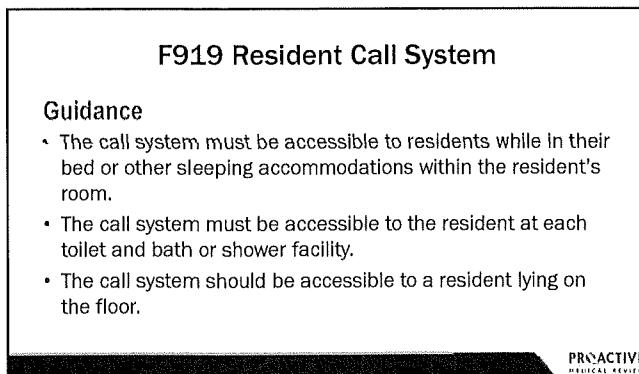 F919 Resident Call System
Guidance
• The call system must be accessible to residents while in their
bed or other sleeping accommodations within the resident's
room.
• The call system must be accessible to the resident at each
toilet and bath or shower facility.
• The call system should be accessible to a resident lying on
the floor.
PROACTIVE
MEDICAL REVIEW